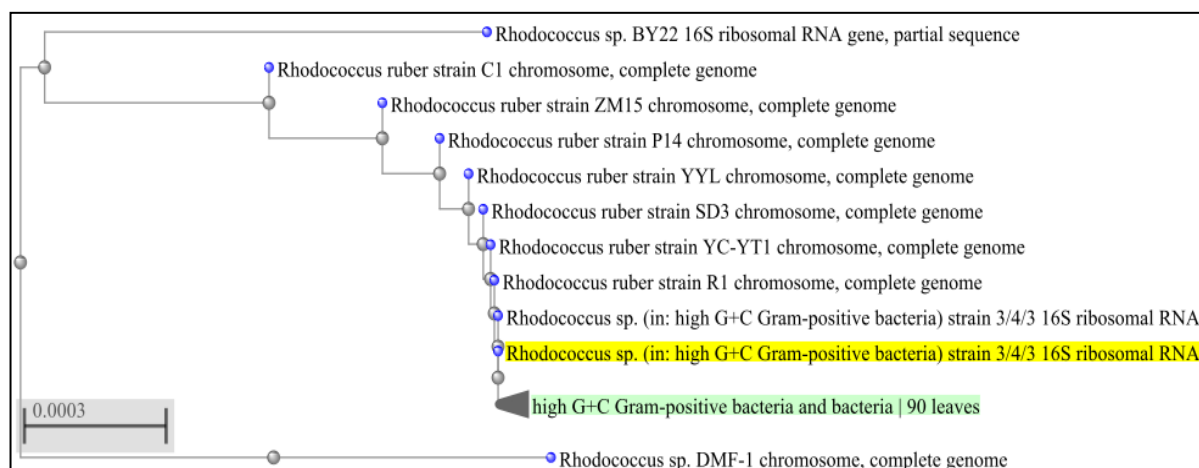 Rhodococcus sp. BY22 16S ribosomal RNA gene, partial sequence
Rhodococcus ruber strain C1 chromosome, complete genome
Rhodococcus ruber strain ZM15 chromosome, complete genome
Rhodococcus ruber strain P14 chromosome, complete genome
Rhodococcus ruber strain YYL chromosome, complete genome
Rhodococcus ruber strain SD3 chromosome, complete genome
Rhodococcus ruber strain YC-YT1 chromosome, complete genome
Rhodococcus ruber strain R1 chromosome, complete genome
Rhodococcus sp. (in: high G+C Gram-positive bacteria) strain 3/4/3 16S ribosomal RNA
Rhodococcus sp. (in: high G+C Gram-positive bacteria) strain 3/4/3 16S ribosomal RNA
high G+C Gram-positive bacteria and bacteria | 90 leaves
0.0003
Rhodococcus sp. DMF-1 chromosome, complete genome